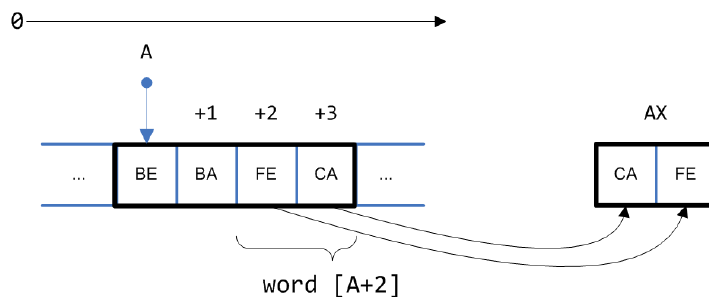 0
A
+1 +2 +3 AX
... BE BA FE CA ... CA FE
word [A+2]